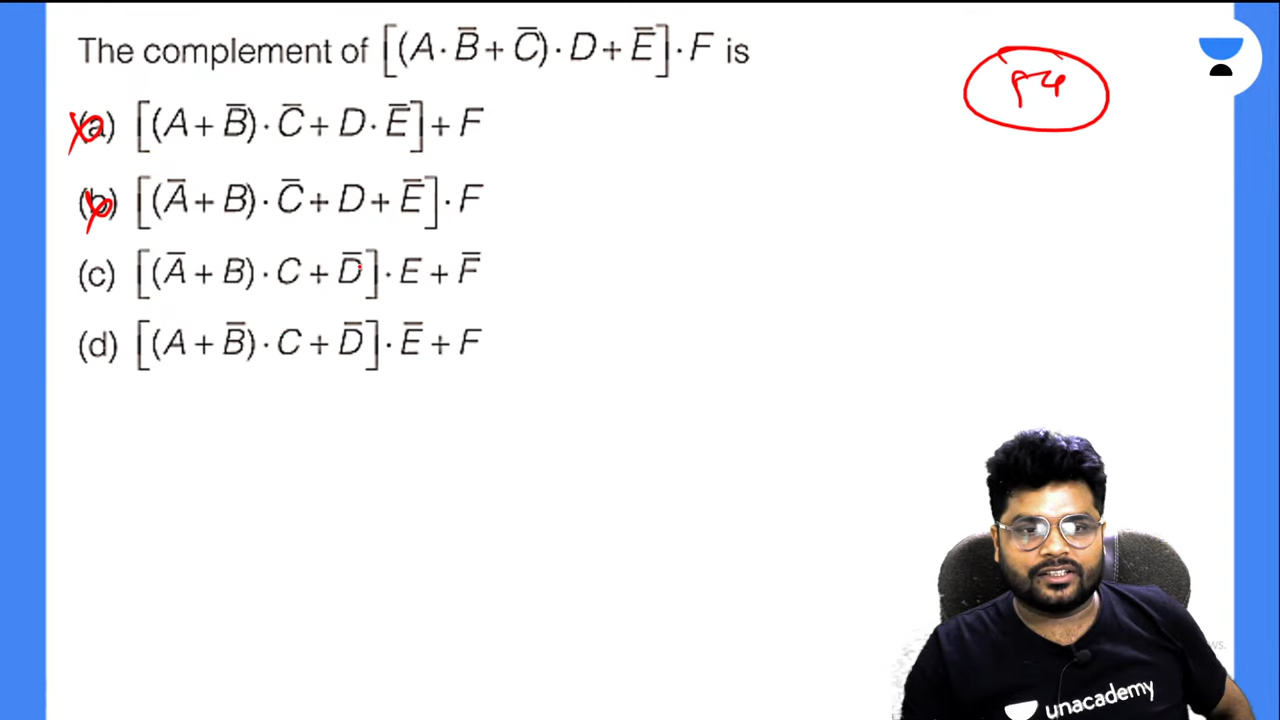 The complement of [(A · B̄ + C̄) · D + Ē] · F is
(a) [(A + B̄) · C̄ + D · Ē] + F
(b) [(Ā + B) · C̄ + D + Ē] · F
(c) [(Ā + B) · C + D̄] · E + F̄
(d) [(A + B̄) · C + D̄] · Ē + F
unacademy